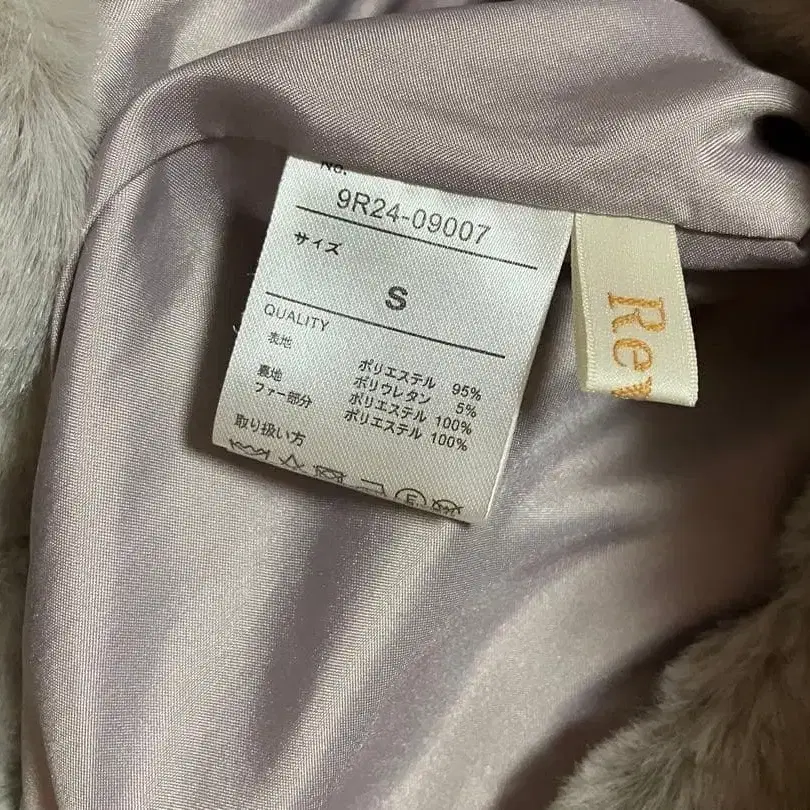 No.
9R24-09007
サイズ
S
QUALITY
表地 ポリエステル 95%
ポリウレタン 5%
裏地 ポリエステル 100%
ファー部分 ポリエステル 100%
取り扱い方
E
Rev